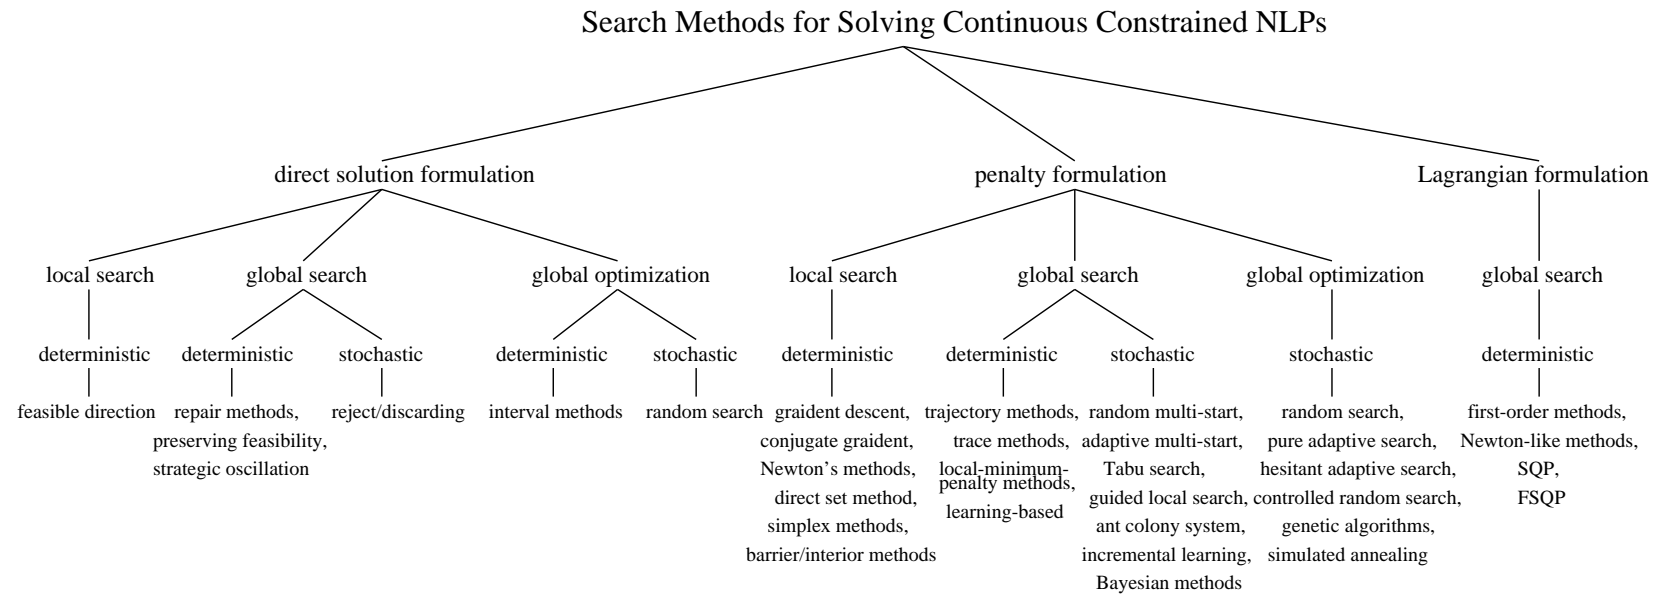 Search Methods for Solving Continuous Constrained NLPs
direct solution formulation
penalty formulation
Lagrangian formulation
local search
global search
global optimization
local search
global search
global optimization
global search
deterministic
deterministic
stochastic
deterministic
stochastic
deterministic
deterministic
stochastic
stochastic
deterministic
feasible direction
repair methods,
preserving feasibility,
strategic oscillation
reject/discarding
interval methods
random search
graident descent,
conjugate graident,
Newton's methods,
direct set method,
simplex methods,
barrier/interior methods
trajectory methods,
trace methods,
local-minimum-
penalty methods,
learning-based
random multi-start,
adaptive multi-start,
Tabu search,
guided local search,
ant colony system,
incremental learning,
Bayesian methods
random search,
pure adaptive search,
hesitant adaptive search,
controlled random search,
genetic algorithms,
simulated annealing
first-order methods,
Newton-like methods,
SQP,
FSQP